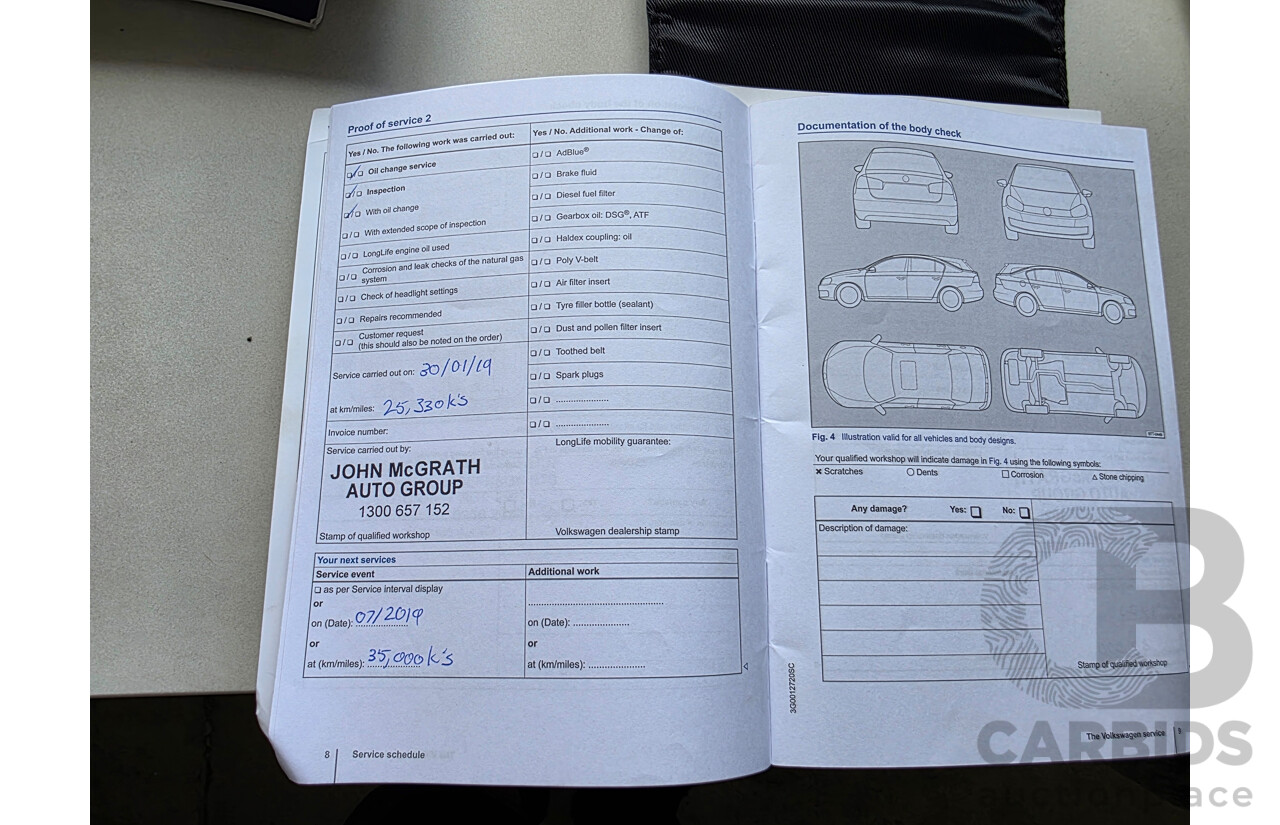 Proof of service 2
Yes / No. The following work was carried out:
☑ / ☐ Oil change service
☑ / ☐ Inspection
☑ / ☐ With oil change
☐ / ☐ With extended scope of inspection
☐ / ☐ LongLife engine oil used
☐ / ☐ Corrosion and leak checks of the natural gas
system
☐ / ☐ Check of headlight settings
☐ / ☐ Repairs recommended
☐ / ☐ Customer request
(this should also be noted on the order)
Service carried out on: 30/01/19
at km/miles: 25,330k's
Invoice number:
Service carried out by:
JOHN McGRATH
AUTO GROUP
1300 657 152
Stamp of qualified workshop
Yes / No. Additional work - Change of:
☐ / ☐ AdBlue®
☐ / ☐ Brake fluid
☐ / ☐ Diesel fuel filter
☐ / ☐ Gearbox oil: DSG®, ATF
☐ / ☐ Haldex coupling: oil
☐ / ☐ Poly V-belt
☐ / ☐ Air filter insert
☐ / ☐ Tyre filler bottle (sealant)
☐ / ☐ Dust and pollen filter insert
☐ / ☐ Toothed belt
☐ / ☐ Spark plugs
☐ / ☐ .....................
☐ / ☐ .....................
LongLife mobility guarantee:
Volkswagen dealership stamp
Your next services
Service event
☐ as per Service interval display
or
on (Date): 07/2019
or
at (km/miles): 35,000k's
Additional work
......................................................
on (Date): ......................
or
at (km/miles): ......................
8 Service schedule
Documentation of the body check
Fig. 4 Illustration valid for all vehicles and body designs.
Your qualified workshop will indicate damage in Fig. 4 using the following symbols:
× Scratches ○ Dents □ Corrosion △ Stone chipping
Any damage? Yes: ☐ No: ☐
Description of damage:
Stamp of qualified workshop
3G0012720SC
The Volkswagen service
CARBIDS